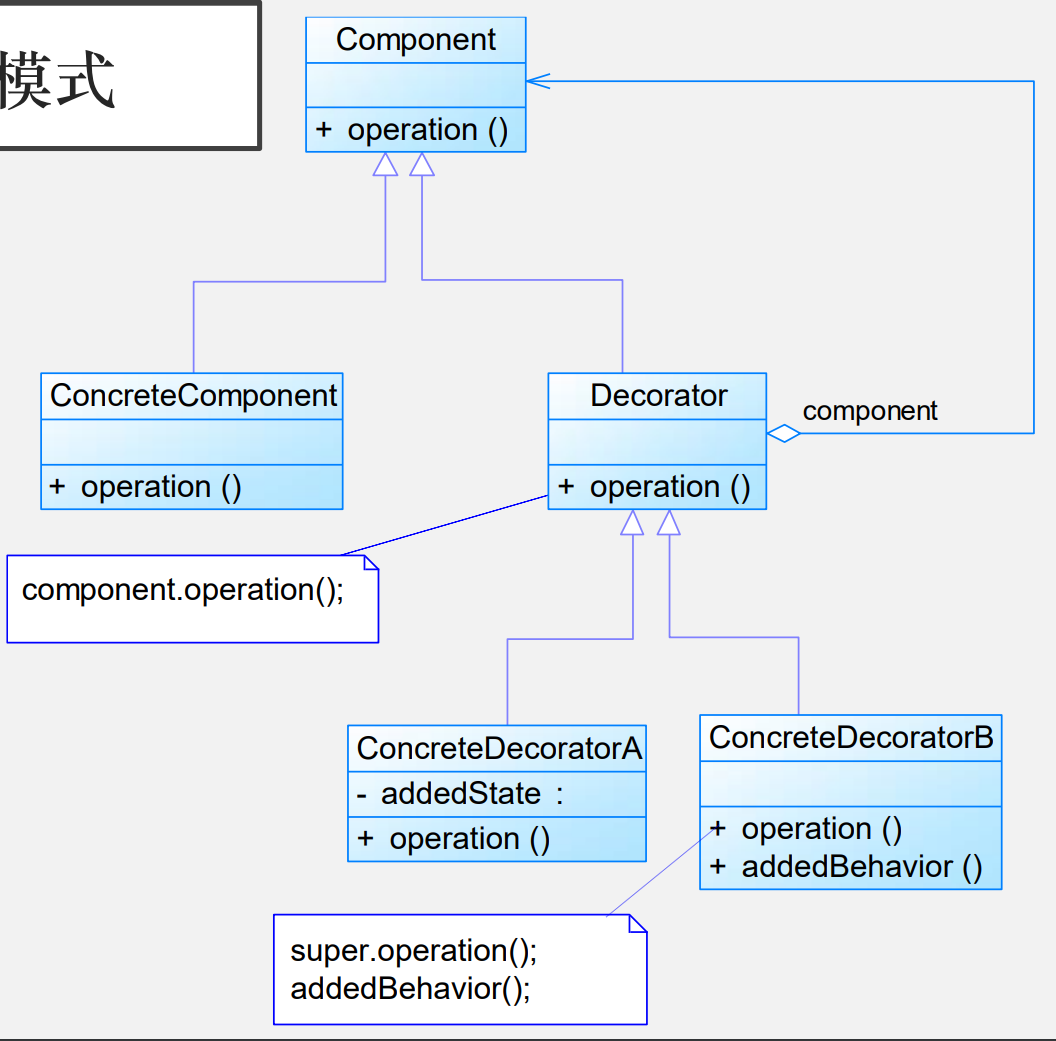 模式
Component
+ operation ()
ConcreteComponent
+ operation ()
Decorator
+ operation ()
component
component.operation();
ConcreteDecoratorA
- addedState :
+ operation ()
ConcreteDecoratorB
+ operation ()
+ addedBehavior ()
super.operation();
addedBehavior();